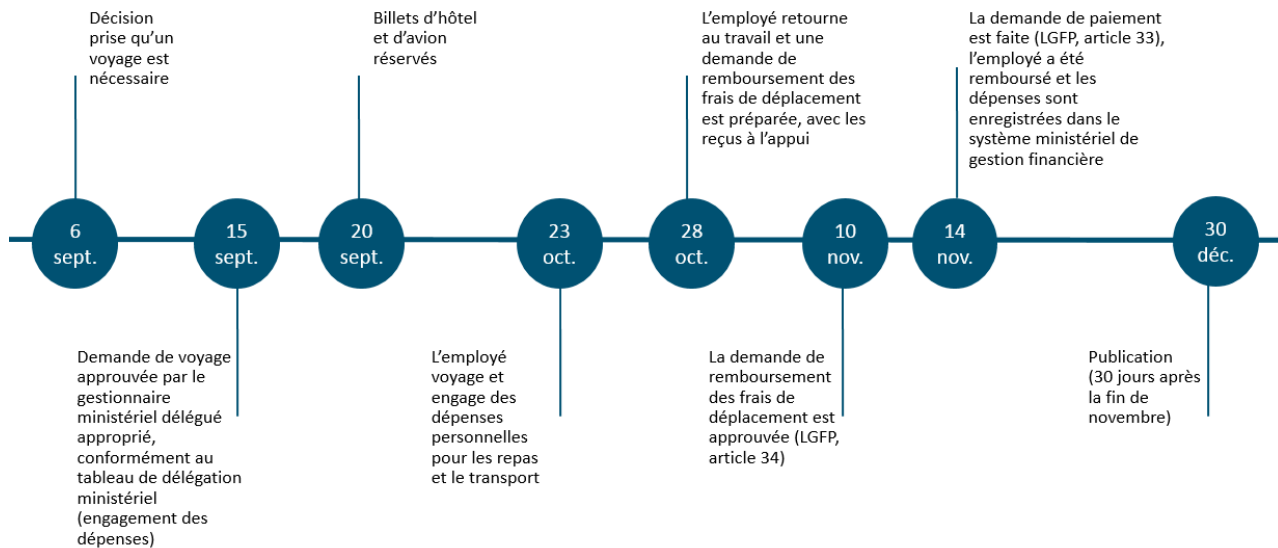 Décision
prise qu’un
voyage est
nécessaire
Billets d’hôtel
et d’avion
réservés
L’employé retourne
au travail et une
demande de
remboursement des
frais de déplacement
est préparée, avec les
reçus à l’appui
La demande de paiement
est faite (LGFP, article 33),
l’employé a été
remboursé et les
dépenses sont
enregistrées dans le
système ministériel de
gestion financière
6
sept.
15
sept.
20
sept.
23
oct.
28
oct.
10
nov.
14
nov.
30
déc.
Demande de voyage
approuvée par le
gestionnaire
ministériel délégué
approprié,
conformément au
tableau de délégation
ministériel
(engagement des
dépenses)
L’employé
voyage et
engage des
dépenses
personnelles
pour les repas
et le transport
La demande de
remboursement
des frais de
déplacement est
approuvée (LGFP,
article 34)
Publication
(30 jours après
la fin de
novembre)